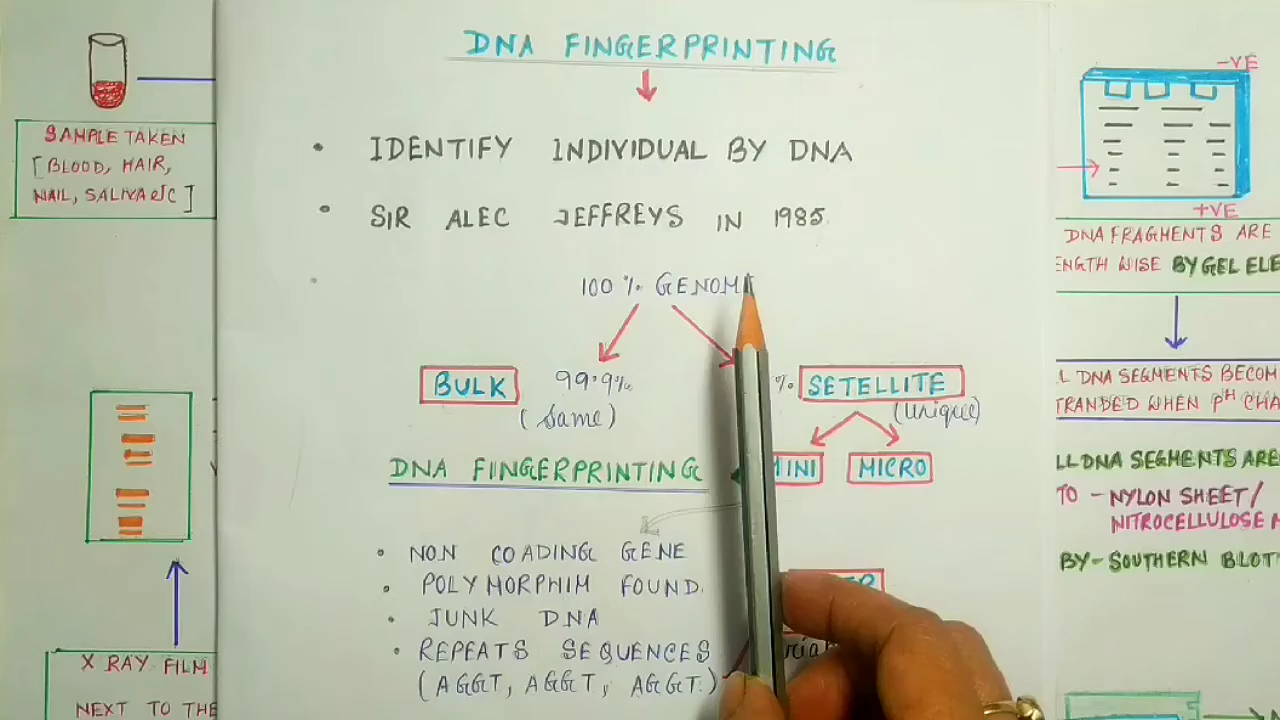 DNA FINGERPRINTING
• IDENTIFY INDIVIDUAL BY DNA
• SIR ALEC JEFFREYS IN 1985.
100% GENOM
BULK 99.9% % SETELLITE
(Same) (Unique)
DNA FINGERPRINTING MINI MICRO
• NON COADING GENE
• POLYMORPHIM FOUND.
• JUNK DNA
• REPEATS SEQUENCES
(AGGT, AGGT, AGGT.)
SAMPLE TAKEN
[BLOOD, HAIR,
NAIL, SALIVA etc]
X RAY FILM
NEXT TO THE
-VE
+VE
DNA FRAGMENTS ARE
ENGTH WISE BY GEL ELE
L DNA SEGMENTS BECOM
TRANDED WHEN PH CHA
LL DNA SEGMENTS ARE
TO - NYLON SHEET/
NITROCELLULOSE M
BY- SOUTHERN BLOT